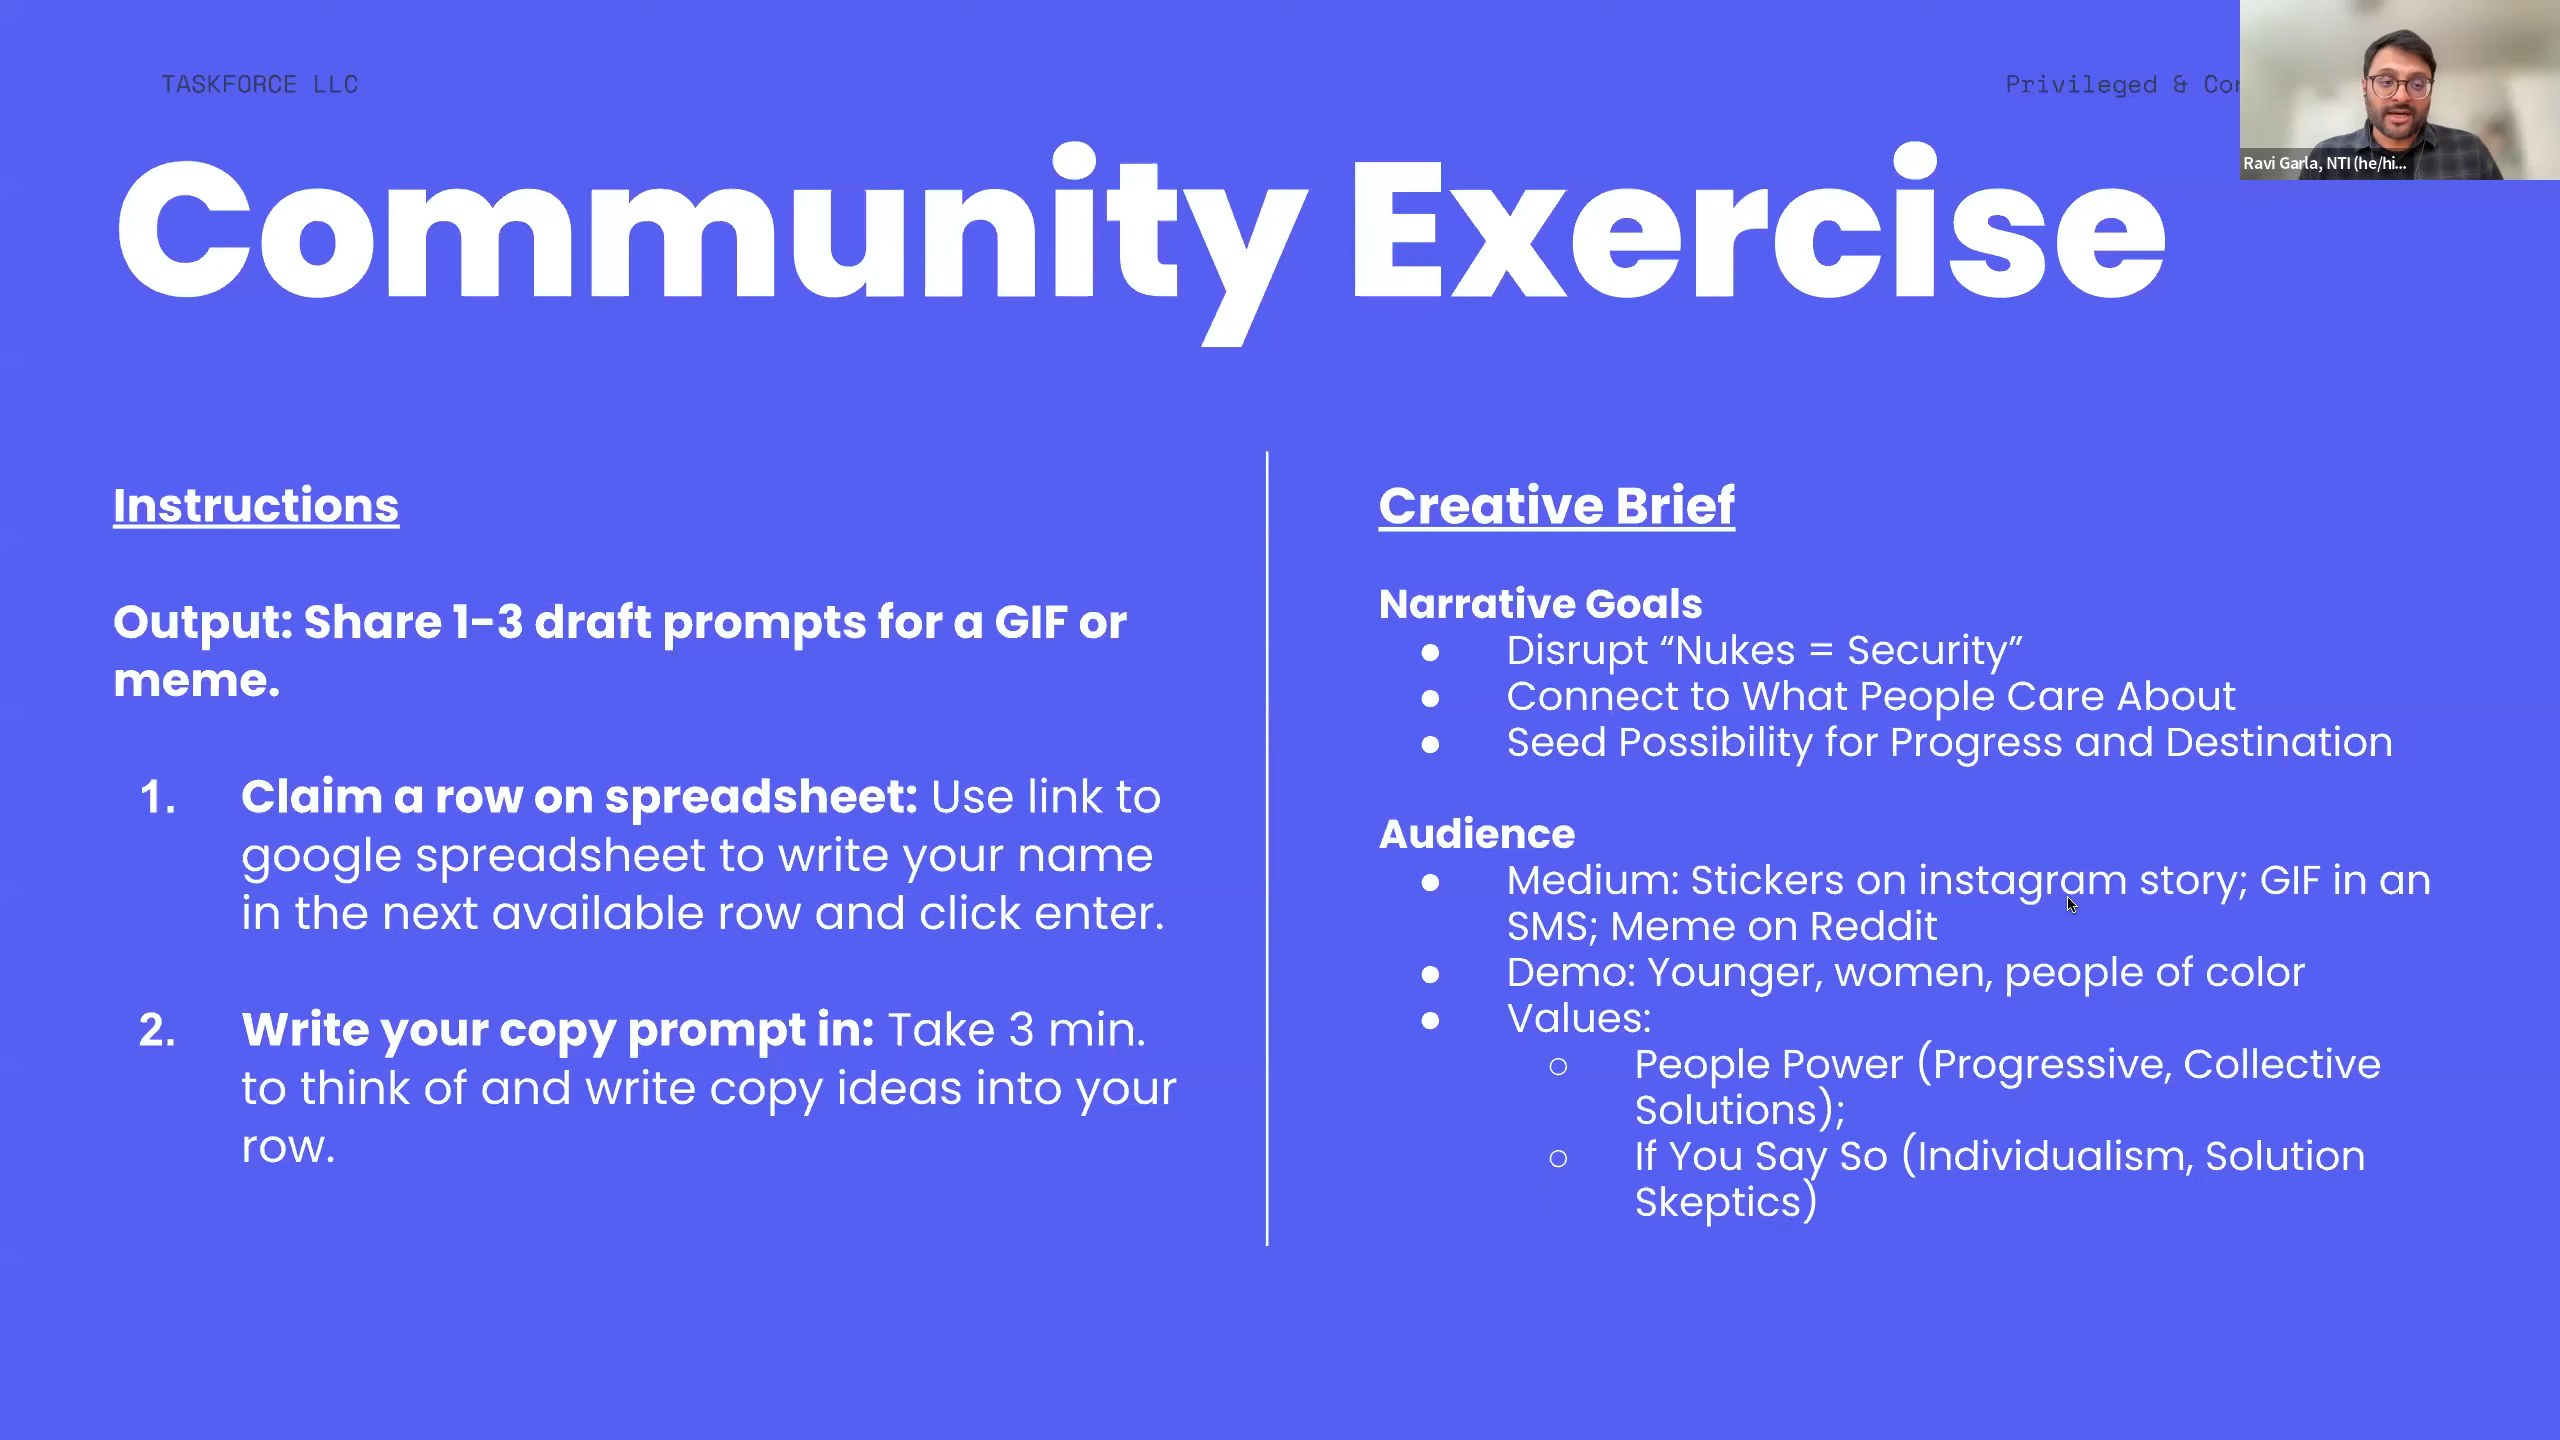 TASKFORCE LLC
Privileged &
Ravi Garla, NTI (he/hi...
Community Exercise
Instructions
Output: Share 1-3 draft prompts for a GIF or
meme.
1. Claim a row on spreadsheet: Use link to
google spreadsheet to write your name
in the next available row and click enter.
2. Write your copy prompt in: Take 3 min.
to think of and write copy ideas into your
row.
Creative Brief
Narrative Goals
● Disrupt “Nukes = Security”
● Connect to What People Care About
● Seed Possibility for Progress and Destination
Audience
● Medium: Stickers on instagram story; GIF in an
SMS; Meme on Reddit
● Demo: Younger, women, people of color
● Values:
○ People Power (Progressive, Collective
Solutions);
○ If You Say So (Individualism, Solution
Skeptics)